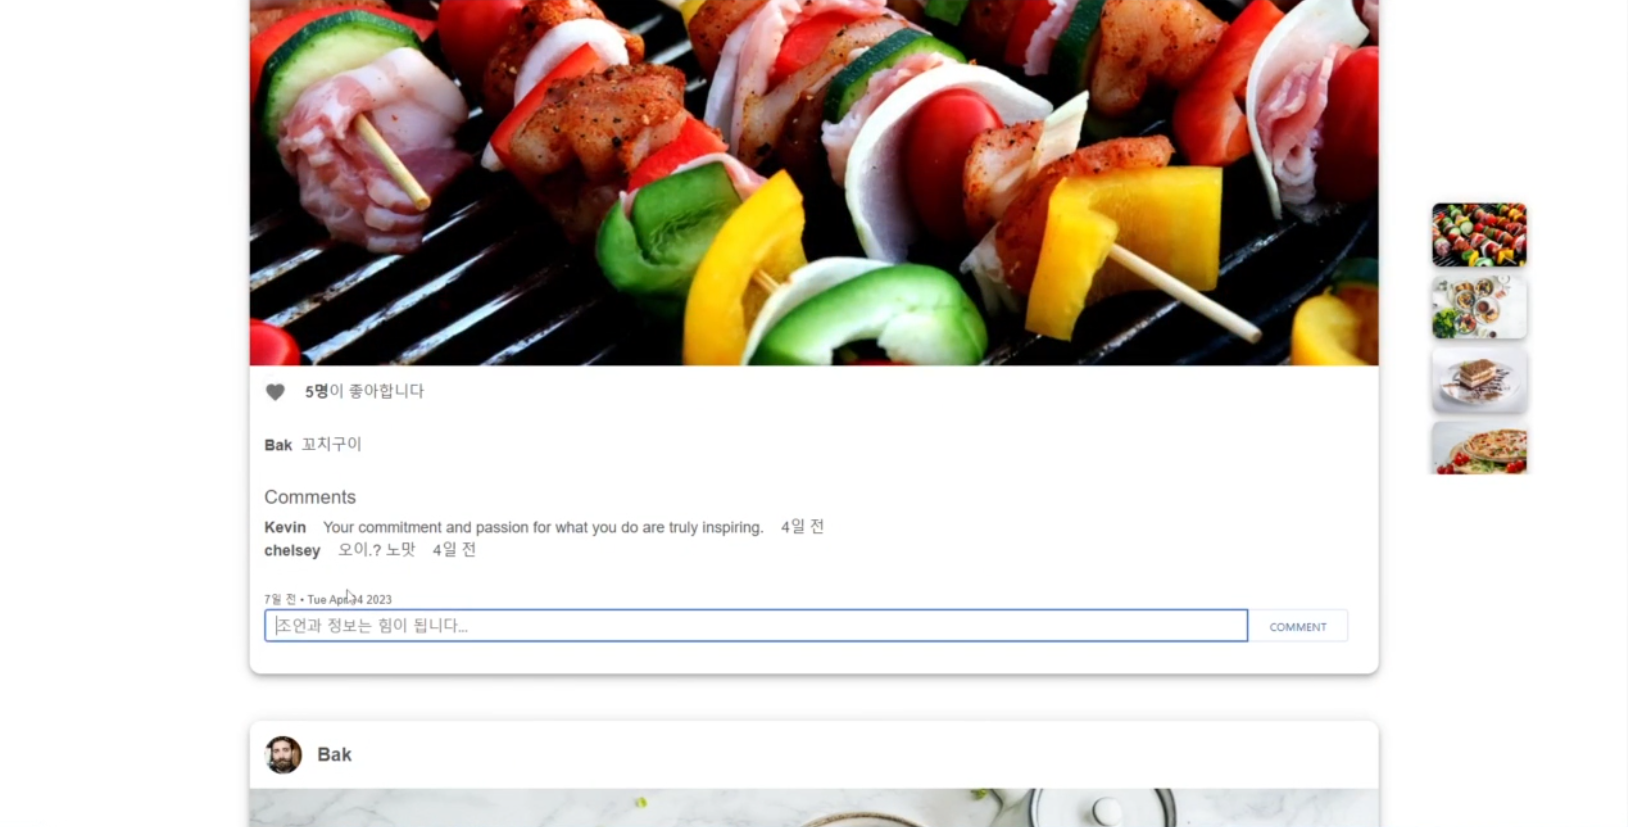 5명이 좋아합니다
Bak 꼬치구이
Comments
Kevin Your commitment and passion for what you do are truly inspiring. 4일 전
chelsey 오이.? 노맛 4일 전
7일 전 • Tue Apr 04 2023
조언과 정보는 힘이 됩니다...
COMMENT
Bak